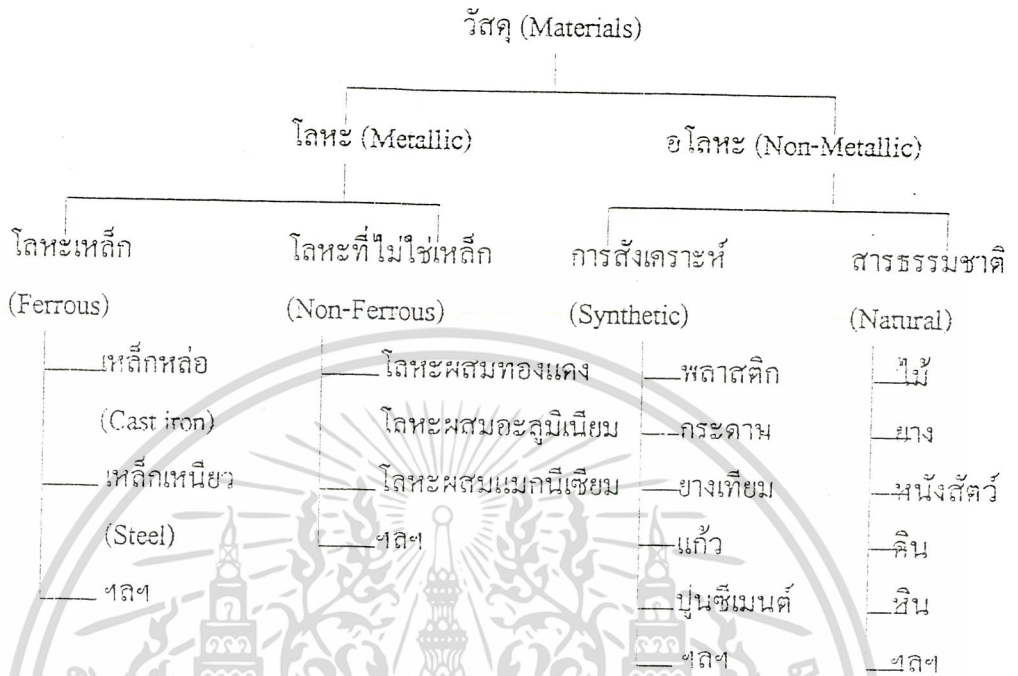 วัสดุ (Materials)
โลหะ (Metallic)
อโลหะ (Non-Metallic)
โลหะเหล็ก
(Ferrous)
เหล็กหล่อ
(Cast iron)
เหล็กเหนียว
(Steel)
ฯลฯ
โลหะที่ไม่ใช่เหล็ก
(Non-Ferrous)
โลหะผสมทองแดง
โลหะผสมอะลูมิเนียม
โลหะผสมแมกนีเซียม
ฯลฯ
การสังเคราะห์
(Synthetic)
พลาสติก
กระดาษ
ยางเทียม
แก้ว
ปูนซีเมนต์
ฯลฯ
สารธรรมชาติ
(Natural)
ไม้
ยาง
หนังสัตว์
ดิน
หิน
ฯลฯ